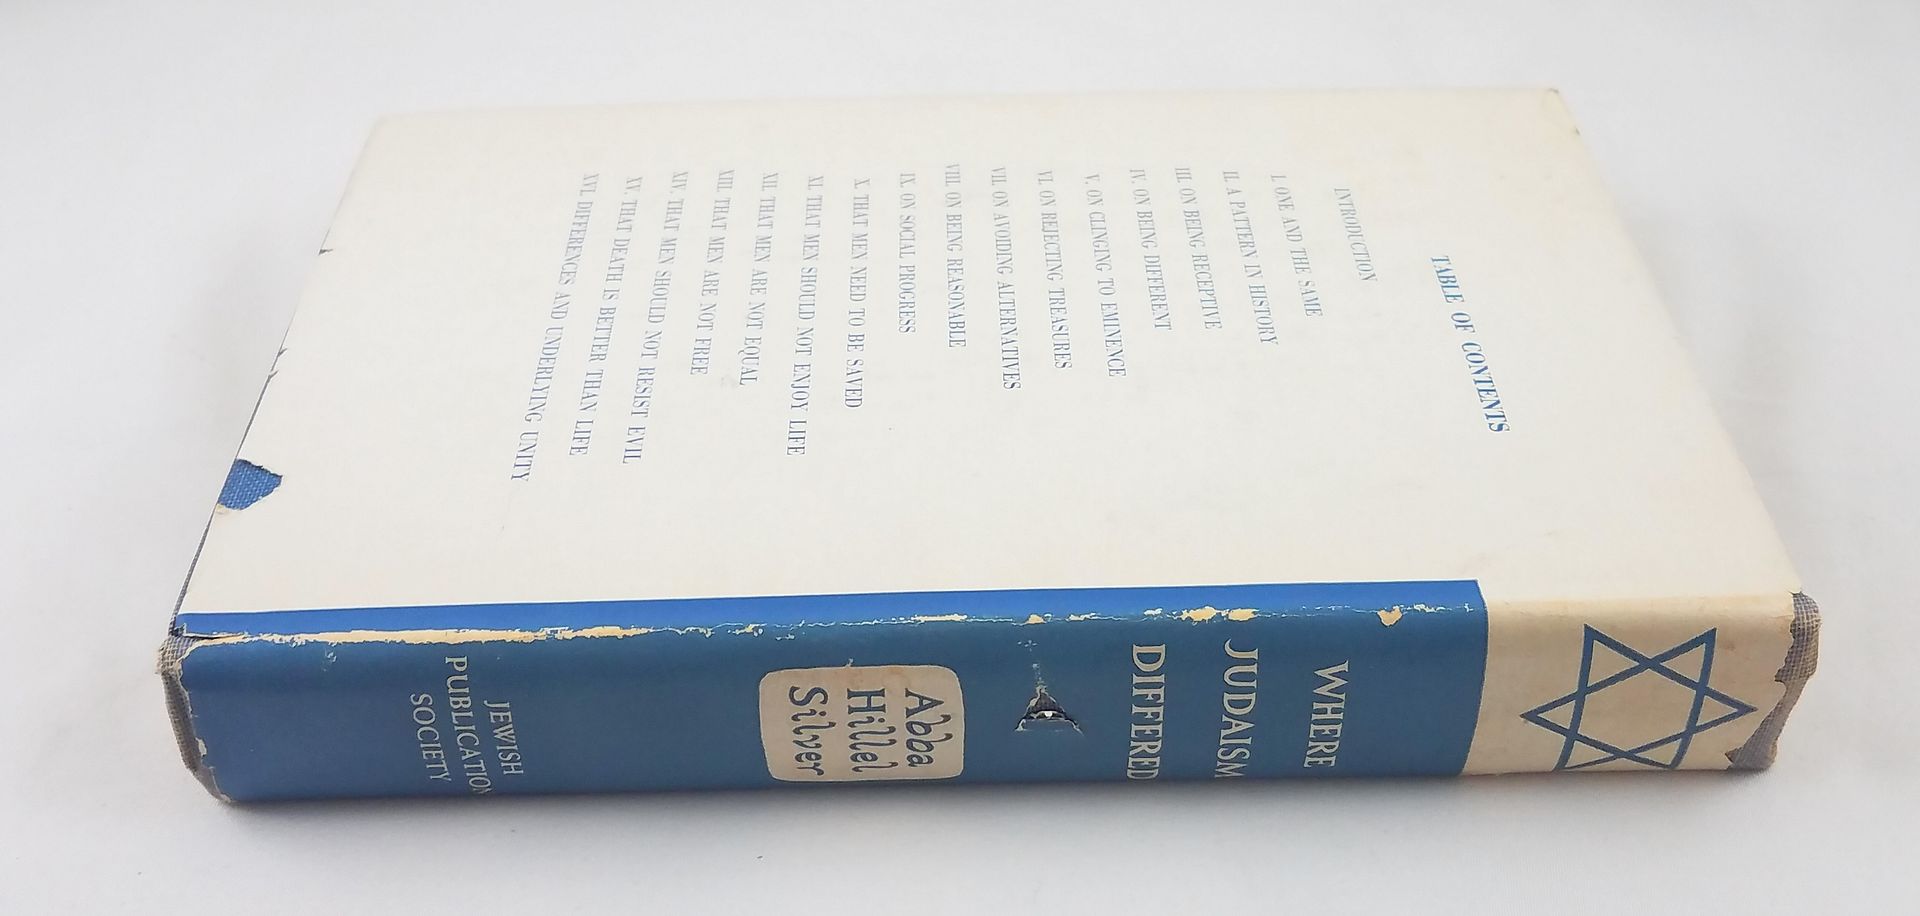 TABLE OF CONTENTS
INTRODUCTION
I. ONE AND THE SAME
II. A PATTERN IN HISTORY
III. ON BEING RECEPTIVE
IV. ON BEING DIFFERENT
V. ON CLINGING TO EMINENCE
VI. ON REJECTING TREASURES
VII. ON AVOIDING ALTERNATIVES
VIII. ON BEING REASONABLE
IX. ON SOCIAL PROGRESS
X. THAT MEN NEED TO BE SAVED
XI. THAT MEN SHOULD NOT ENJOY LIFE
XII. THAT MEN ARE NOT EQUAL
XIII. THAT MEN ARE NOT FREE
XIV. THAT MEN SHOULD NOT RESIST EVIL
XV. THAT DEATH IS BETTER THAN LIFE
XVI. DIFFERENCES AND UNDERLYING UNITY
WHERE
JUDAISM
DIFFERED
Abba
Hillel
Silver
JEWISH
PUBLICATION
SOCIETY